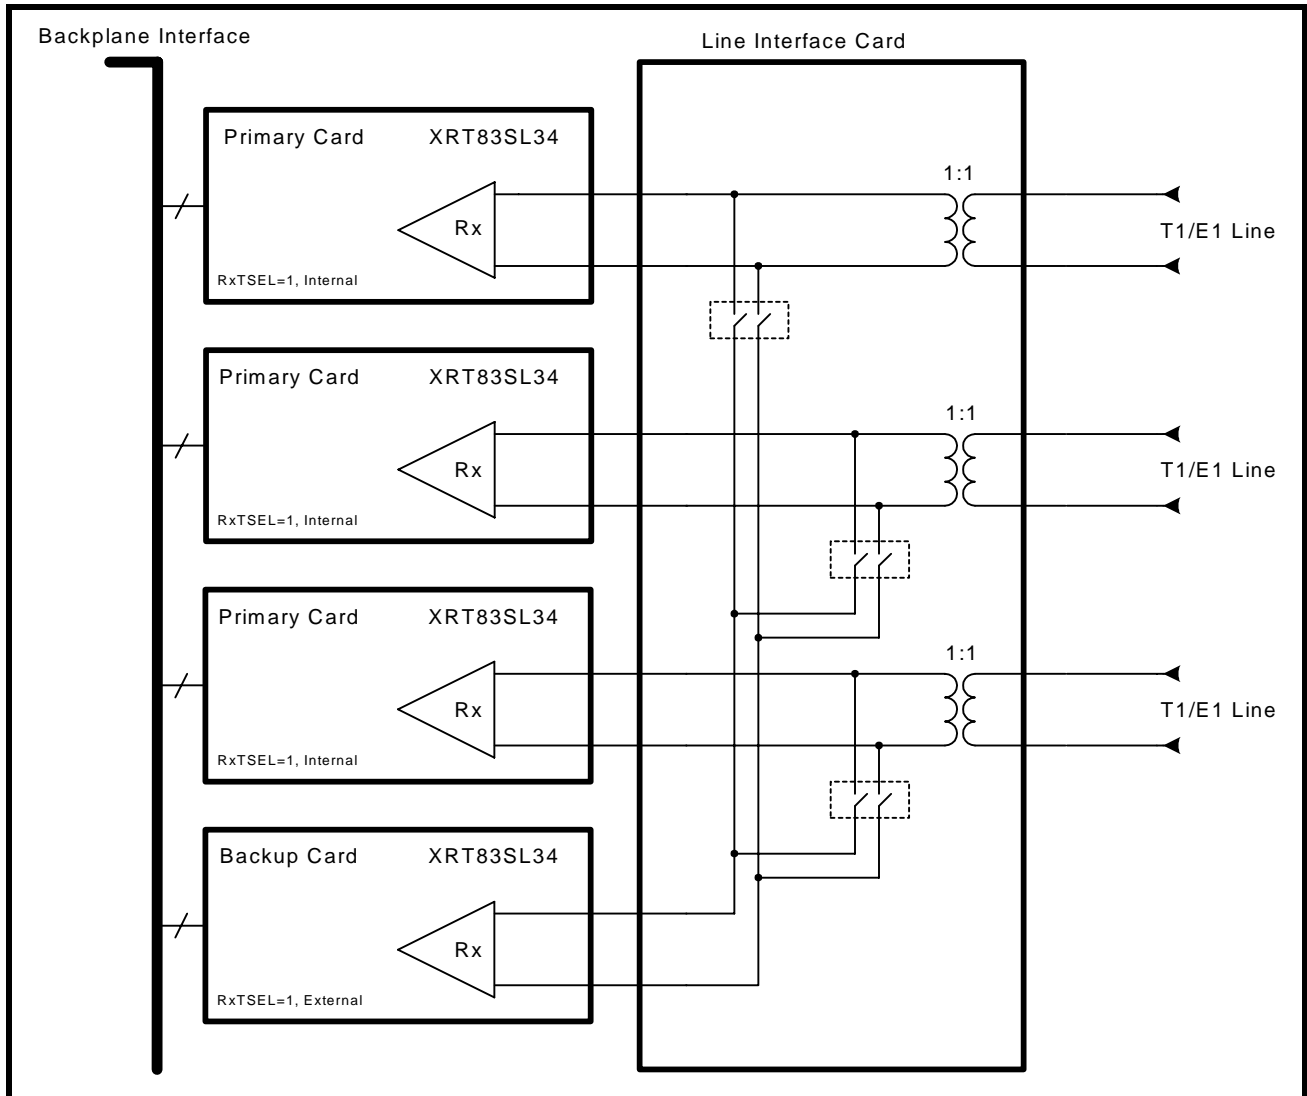 Backplane Interface
Line Interface Card
Primary Card XRT83SL34
Rx
RxTSEL=1, Internal
1:1
T1/E1 Line
Primary Card XRT83SL34
Rx
RxTSEL=1, Internal
1:1
T1/E1 Line
Primary Card XRT83SL34
Rx
RxTSEL=1, Internal
1:1
T1/E1 Line
Backup Card XRT83SL34
Rx
RxTSEL=1, External